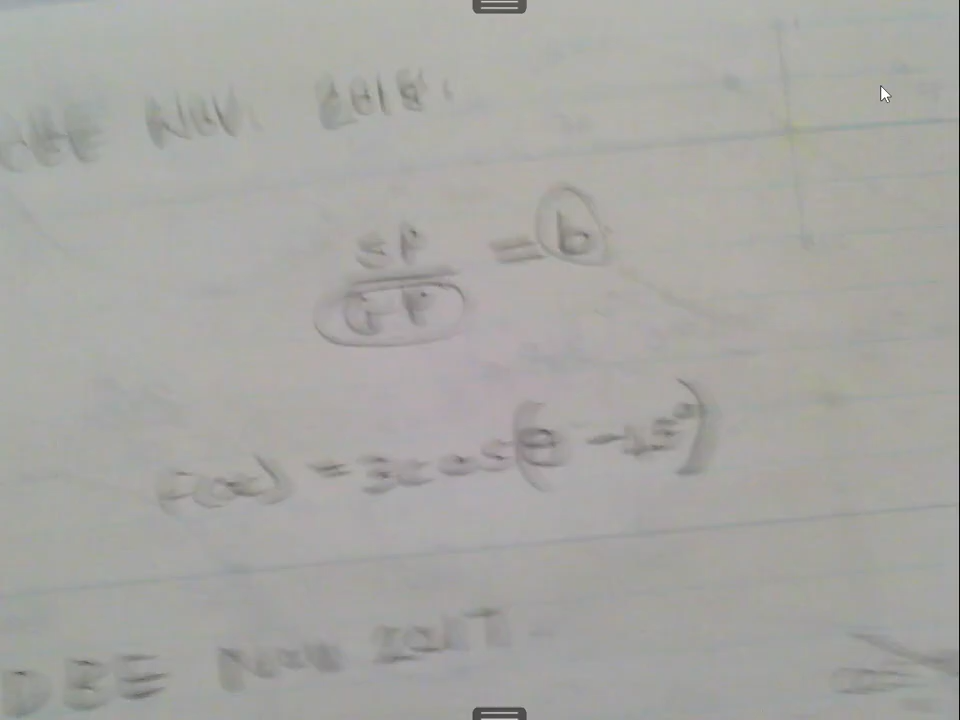 DBE NOV. 2018.
SP
= b
GP
f(x) = 3cos(θ - 15°)
DBE Nov 2017